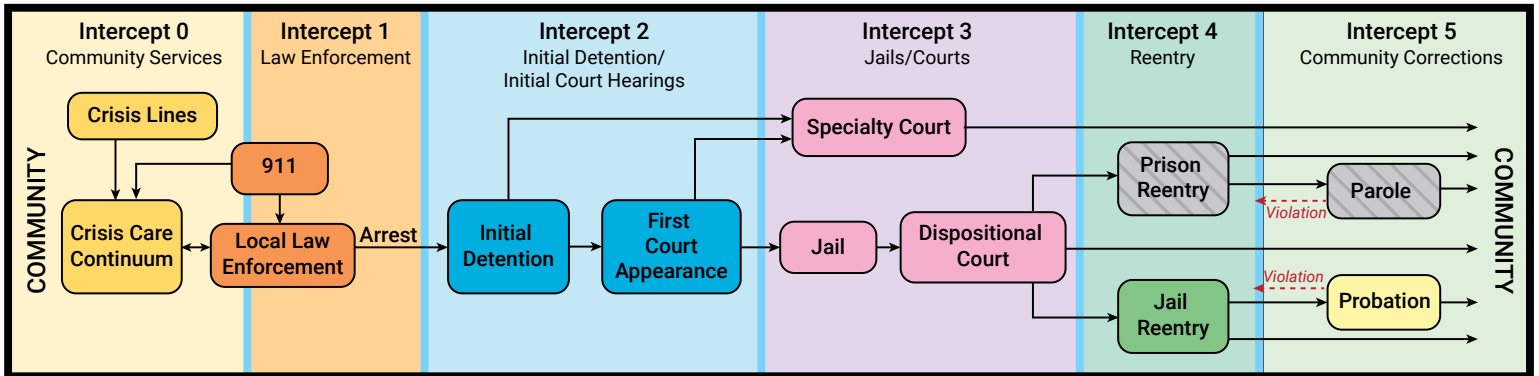 Intercept 0
Community Services
Intercept 1
Law Enforcement
Intercept 2
Initial Detention/
Initial Court Hearings
Intercept 3
Jails/Courts
Intercept 4
Reentry
Intercept 5
Community Corrections
COMMUNITY
Crisis Lines
911
Crisis Care
Continuum
Local Law
Enforcement
Arrest
Initial
Detention
First
Court
Appearance
Specialty Court
Jail
Dispositional
Court
Prison
Reentry
Parole
Violation
Jail
Reentry
Violation
Probation
COMMUNITY